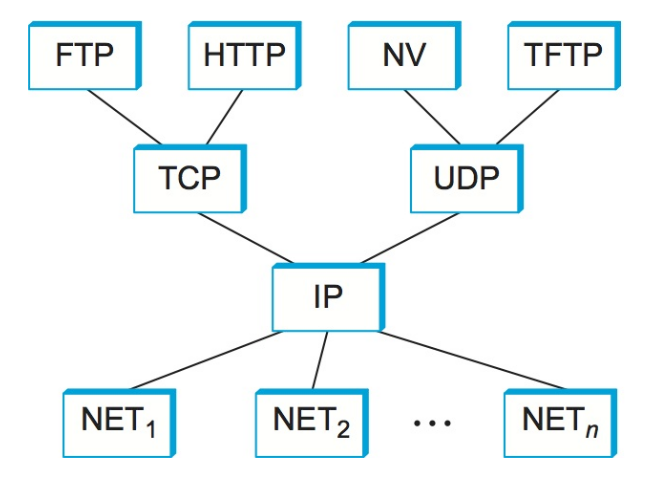 FTP HTTP NV TFTP
TCP UDP
IP
NET₁ NET₂ ... NETₙ